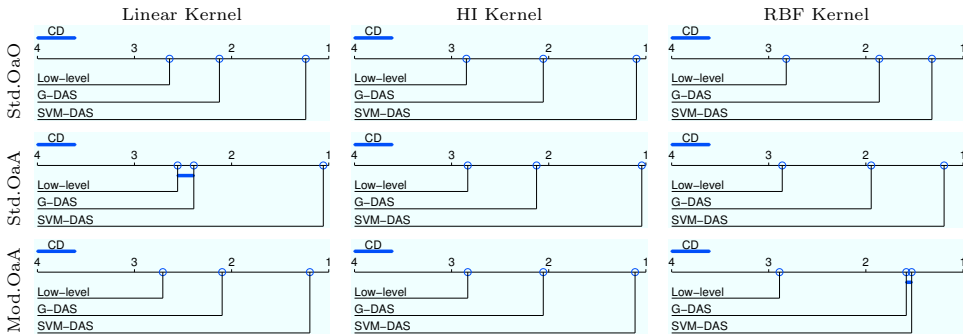 Linear Kernel
HI Kernel
RBF Kernel
Std.OaO
CD
4 3 2 1
Low-level
G-DAS
SVM-DAS
CD
4 3 2 1
Low-level
G-DAS
SVM-DAS
CD
4 3 2 1
Low-level
G-DAS
SVM-DAS
Std.OaA
CD
4 3 2 1
Low-level
G-DAS
SVM-DAS
CD
4 3 2 1
Low-level
G-DAS
SVM-DAS
CD
4 3 2 1
Low-level
G-DAS
SVM-DAS
Mod.OaA
CD
4 3 2 1
Low-level
G-DAS
SVM-DAS
CD
4 3 2 1
Low-level
G-DAS
SVM-DAS
CD
4 3 2 1
Low-level
G-DAS
SVM-DAS